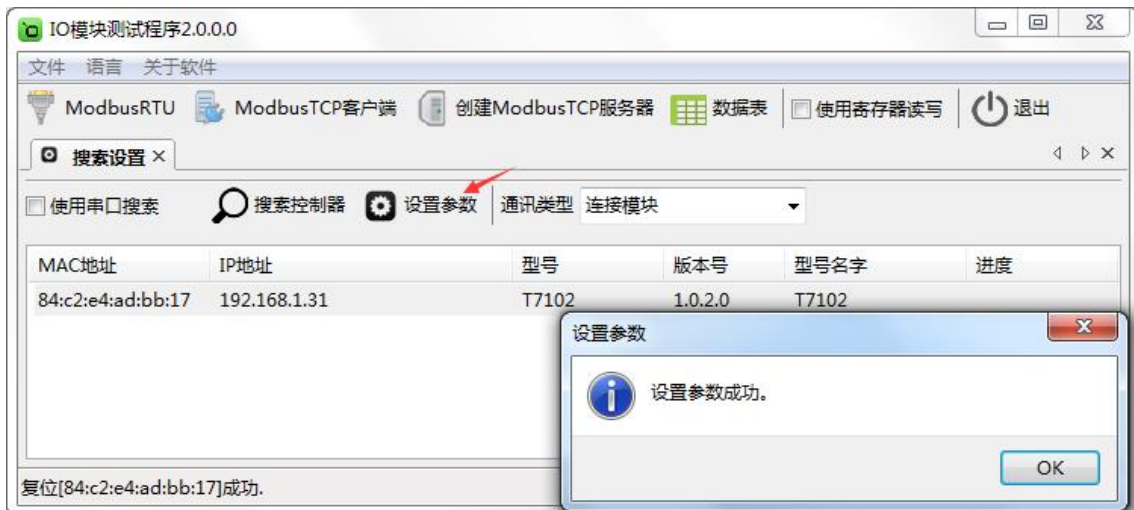 IO模块测试程序2.0.0.0
文件 语言 关于软件
ModbusRTU ModbusTCP客户端 创建ModbusTCP服务器 数据表 使用寄存器读写 退出
搜索设置
使用串口搜索 搜索控制器 设置参数 通讯类型 连接模块
MAC地址 IP地址 型号 版本号 型号名字 进度
84:c2:e4:ad:bb:17 192.168.1.31 T7102 1.0.2.0 T7102
设置参数
设置参数成功。
OK
复位[84:c2:e4:ad:bb:17]成功.